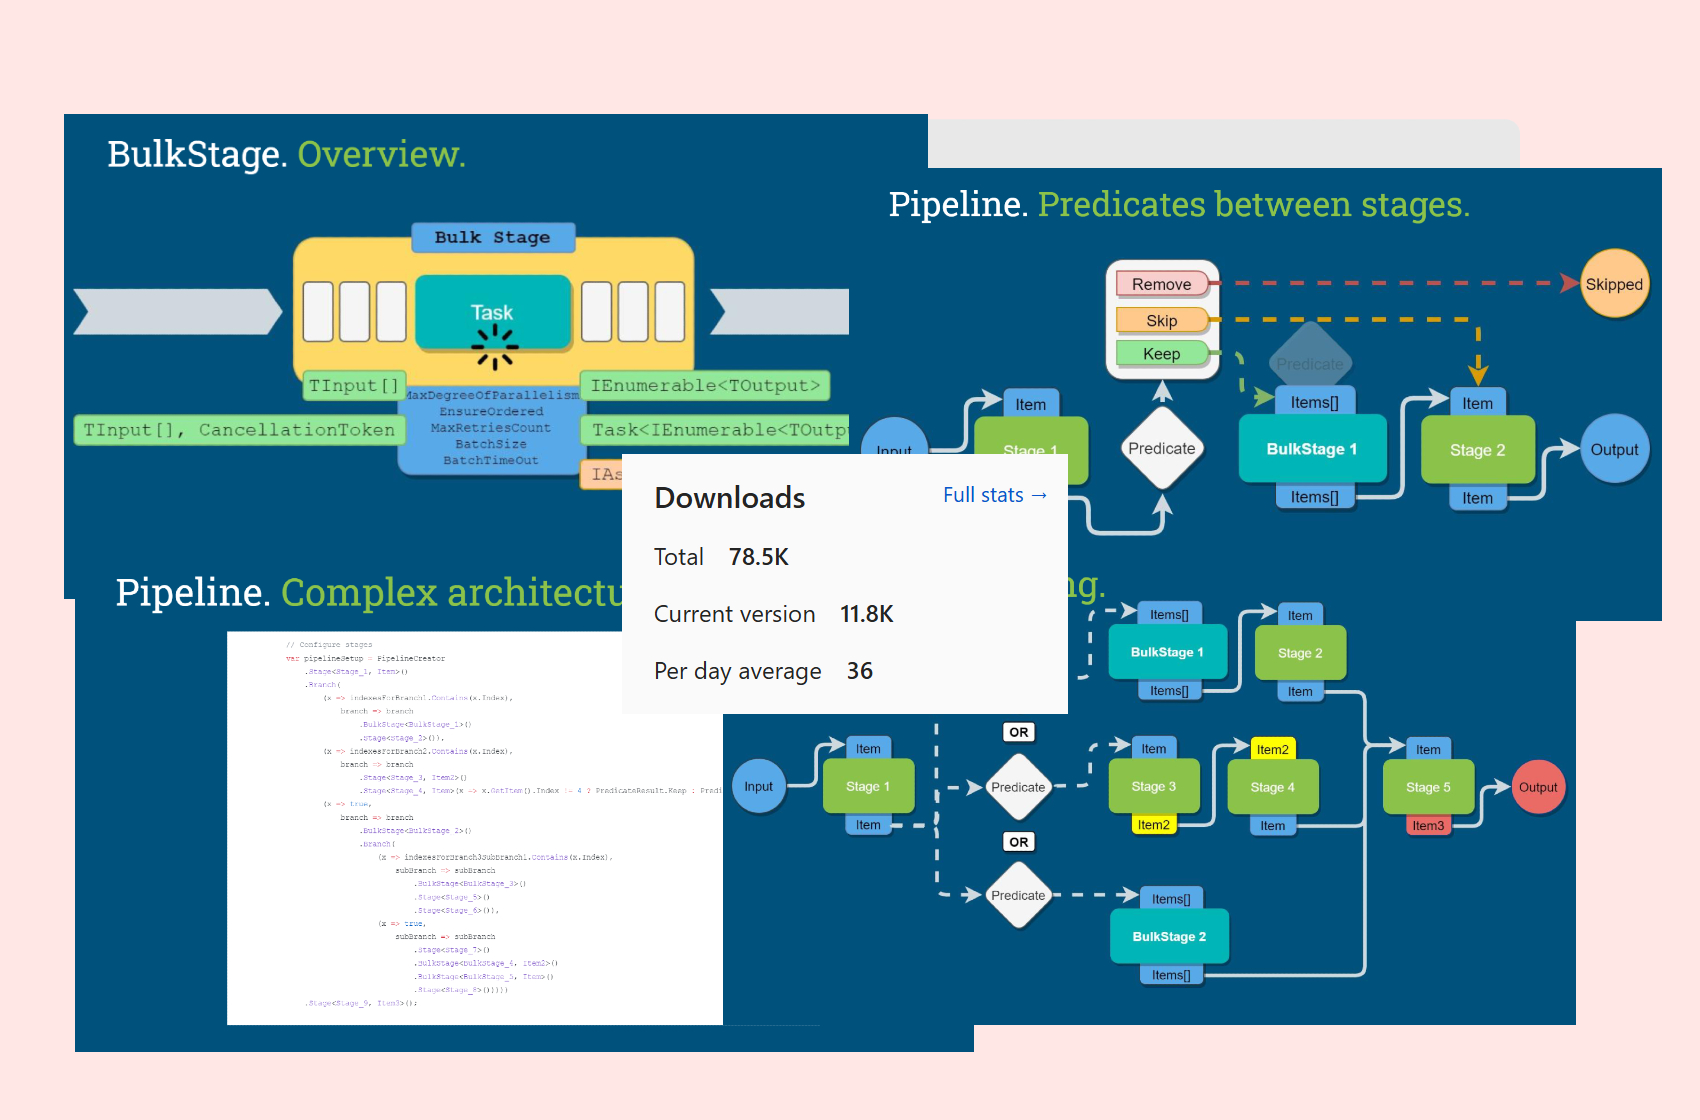 BulkStage. Overview.
Bulk Stage
Task
TInput[]
TInput[], CancellationToken
IEnumerable<TOutput>
MaxDegreeOfParallelism
EnsureOrdered
MaxRetriesCount
BatchSize
BatchTimeOut
Pipeline. Predicates between stages.
Remove
Skip
Keep
Skipped
Predicate
Input
Item
Stage 1
Predicate
Items[]
BulkStage 1
Items[]
Item
Stage 2
Item
Output
Downloads
Full stats →
Total 78.5K
Current version 11.8K
Per day average 36
Pipeline. Complex
// Configure stages
var pipelineSetup = PipelineCreator
.Stage<Stage_1, Item>()
.Branch(
(x => indexesForBranch1.Contains(x.Index),
branch => branch
.BulkStage<BulkStage_1>()
.Stage<Stage_2>()),
(x => indexesForBranch2.Contains(x.Index),
branch => branch
.Stage<Stage_3, Item2>()
.Stage<Stage_4, Item>(x => x.GetItem().Index != 4 ? PredicateResult.Keep :
(x => true,
branch => branch
.BulkStage<BulkStage_2>()
.Branch(
(x => indexesForBranch3SubBranch1.Contains(x.Index),
subBranch => subBranch
.BulkStage<BulkStage_3>()
.Stage<Stage_5>()
.Stage<Stage_6>()),
(x => true,
subBranch => subBranch
.Stage<Stage_7>()
.BulkStage<BulkStage_4, Item2>()
.BulkStage<BulkStage_5, Item>()
.Stage<Stage_8>()))))
.Stage<Stage_9, Item3>();
Items[]
BulkStage 1
Items[]
Item
Stage 2
Item
OR
Input
Item
Stage 1
Item
Predicate
Item
Stage 3
Item2
Item2
Stage 4
Item
Item
Stage 5
Item3
Output
OR
Predicate
Items[]
BulkStage 2
Items[]